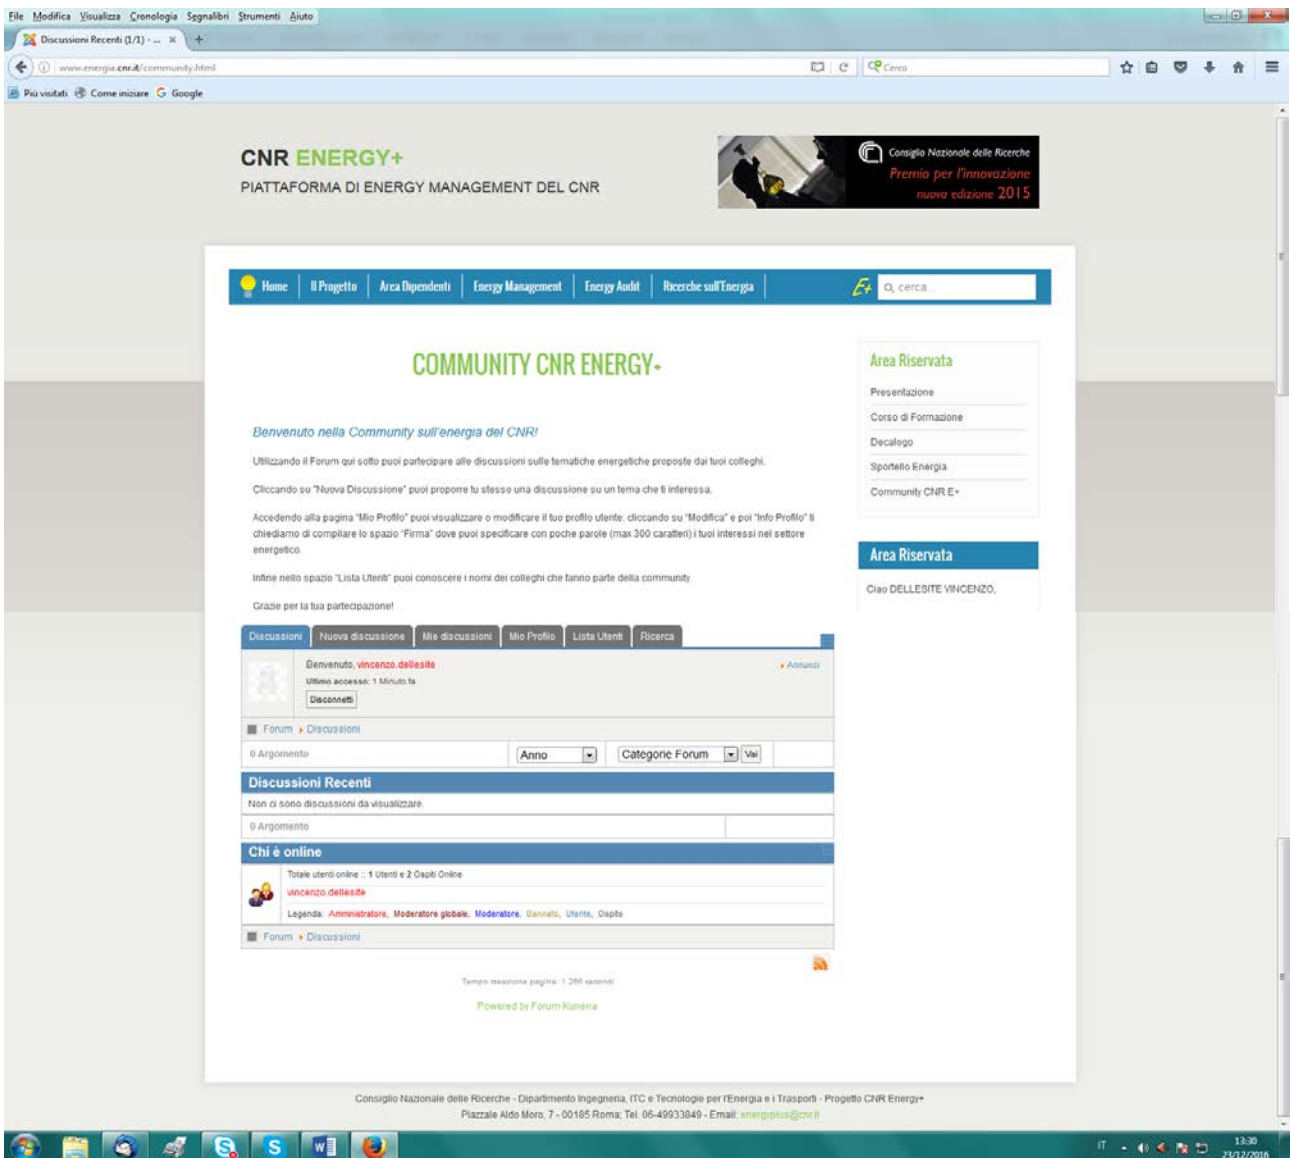 File Modifica Visualizza Cronologia Segnalibri Strumenti Aiuto
Discussioni Recenti (1/1) - ... × +
www.energia.cnr.it/community.html
Cerca
Più visitati Come iniziare Google
CNR ENERGY+
PIATTAFORMA DI ENERGY MANAGEMENT DEL CNR
Consiglio Nazionale delle Ricerche
Premio per l'innovazione
nuova edizione 2015
Home Il Progetto Area Dipendenti Energy Management Energy Audit Ricerche sull'Energia E+ cerca...
COMMUNITY CNR ENERGY+
Benvenuto nella Community sull'energia del CNR!
Utilizzando il Forum qui sotto puoi partecipare alle discussioni sulle tematiche energetiche proposte dai tuoi colleghi.
Cliccando su "Nuova Discussione" puoi proporre tu stesso una discussione su un tema che ti interessa.
Accedendo alla pagina "Mio Profilo" puoi visualizzare o modificare il tuo profilo utente: cliccando su "Modifica" e poi "Info Profilo" ti
chiediamo di compilare lo spazio "Firma" dove puoi specificare con poche parole (max 300 caratteri) i tuoi interessi nel settore
energetico
Infine nello spazio "Lista Utenti" puoi conoscere i nomi dei colleghi che fanno parte della community
Grazie per la tua partecipazione!
Area Riservata
Presentazione
Corso di Formazione
Decalogo
Sportello Energia
Community CNR E+
Area Riservata
Ciao DELLESITE VINCENZO,
Discussioni Nuova discussione Mie discussioni Mio Profilo Lista Utenti Ricerca
Benvenuto, vincenzo.dellesite
Annunci
Ultimo accesso: 1 Minuto fa
Disconnetti
Forum Discussioni
0 Argomento Anno Categorie Forum Vai
Discussioni Recenti
Non ci sono discussioni da visualizzare.
0 Argomento
Chi è online
Totale utenti online :: 1 Utenti e 2 Ospiti Online
vincenzo.dellesite
Legenda: Amministratore, Moderatore globale, Moderatore, Bannato, Utente, Ospite
Forum Discussioni
Tempo creazione pagina: 1.266 secondi
Powered by Forum Kunena
Consiglio Nazionale delle Ricerche - Dipartimento Ingegneria, ITC e Tecnologie per l'Energia e i Trasporti - Progetto CNR Energy+
Piazzale Aldo Moro, 7 - 00185 Roma; Tel. 06-49933849 - Email: energyplus@cnr.it
IT 13:30
23/12/2016